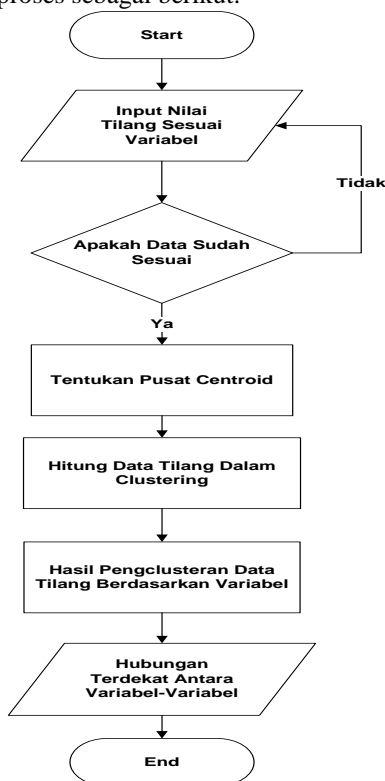 proses sebagai berikut:
Start
Input Nilai
Tilang Sesuai
Variabel
Tidak
Apakah Data Sudah
Sesuai
Ya
Tentukan Pusat Centroid
Hitung Data Tilang Dalam
Clustering
Hasil Pengclusteran Data
Tilang Berdasarkan Variabel
Hubungan
Terdekat Antara
Variabel-Variabel
End